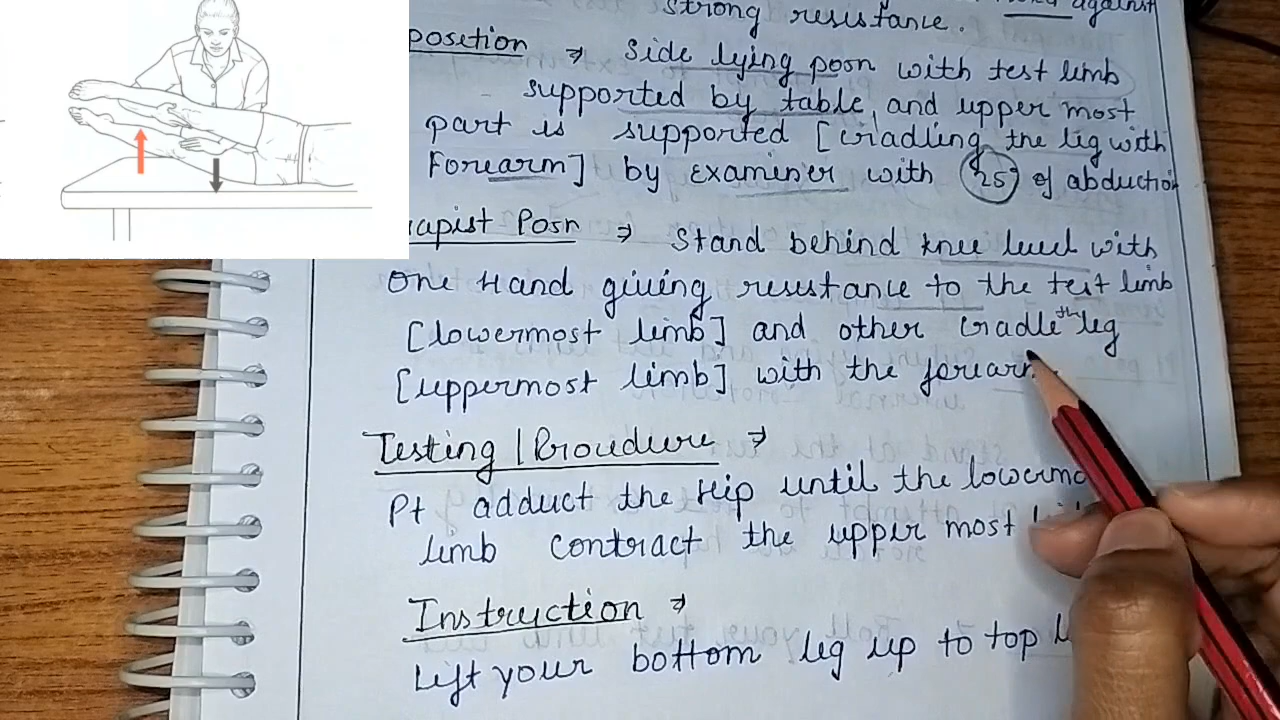 Strong resistance. against
position ⇒ Side lying posn with test limb
supported by table, and upper most
part is supported [cradling the leg with
Forearm] by examiner with 25° of abduction
apist Posn ⇒ Stand behind knee level with
One Hand giving resistance to the test limb
[lowermost limb] and other cradle the leg
[uppermost limb] with the forearm
Testing | Procedure ⇒
Pt adduct the Hip until the lowermo
limb contract the upper most
Instruction ⇒
Lift your bottom leg up to top